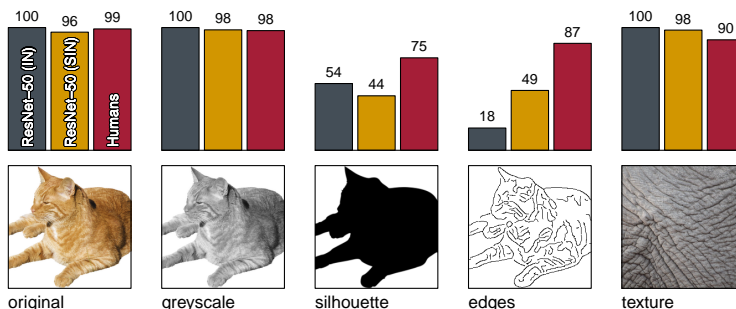 100 96 99
100 98 98
54 44 75
18 49 87
100 98 90
ResNet–50 (IN)
ResNet–50 (SIN)
Humans
original
greyscale
silhouette
edges
texture